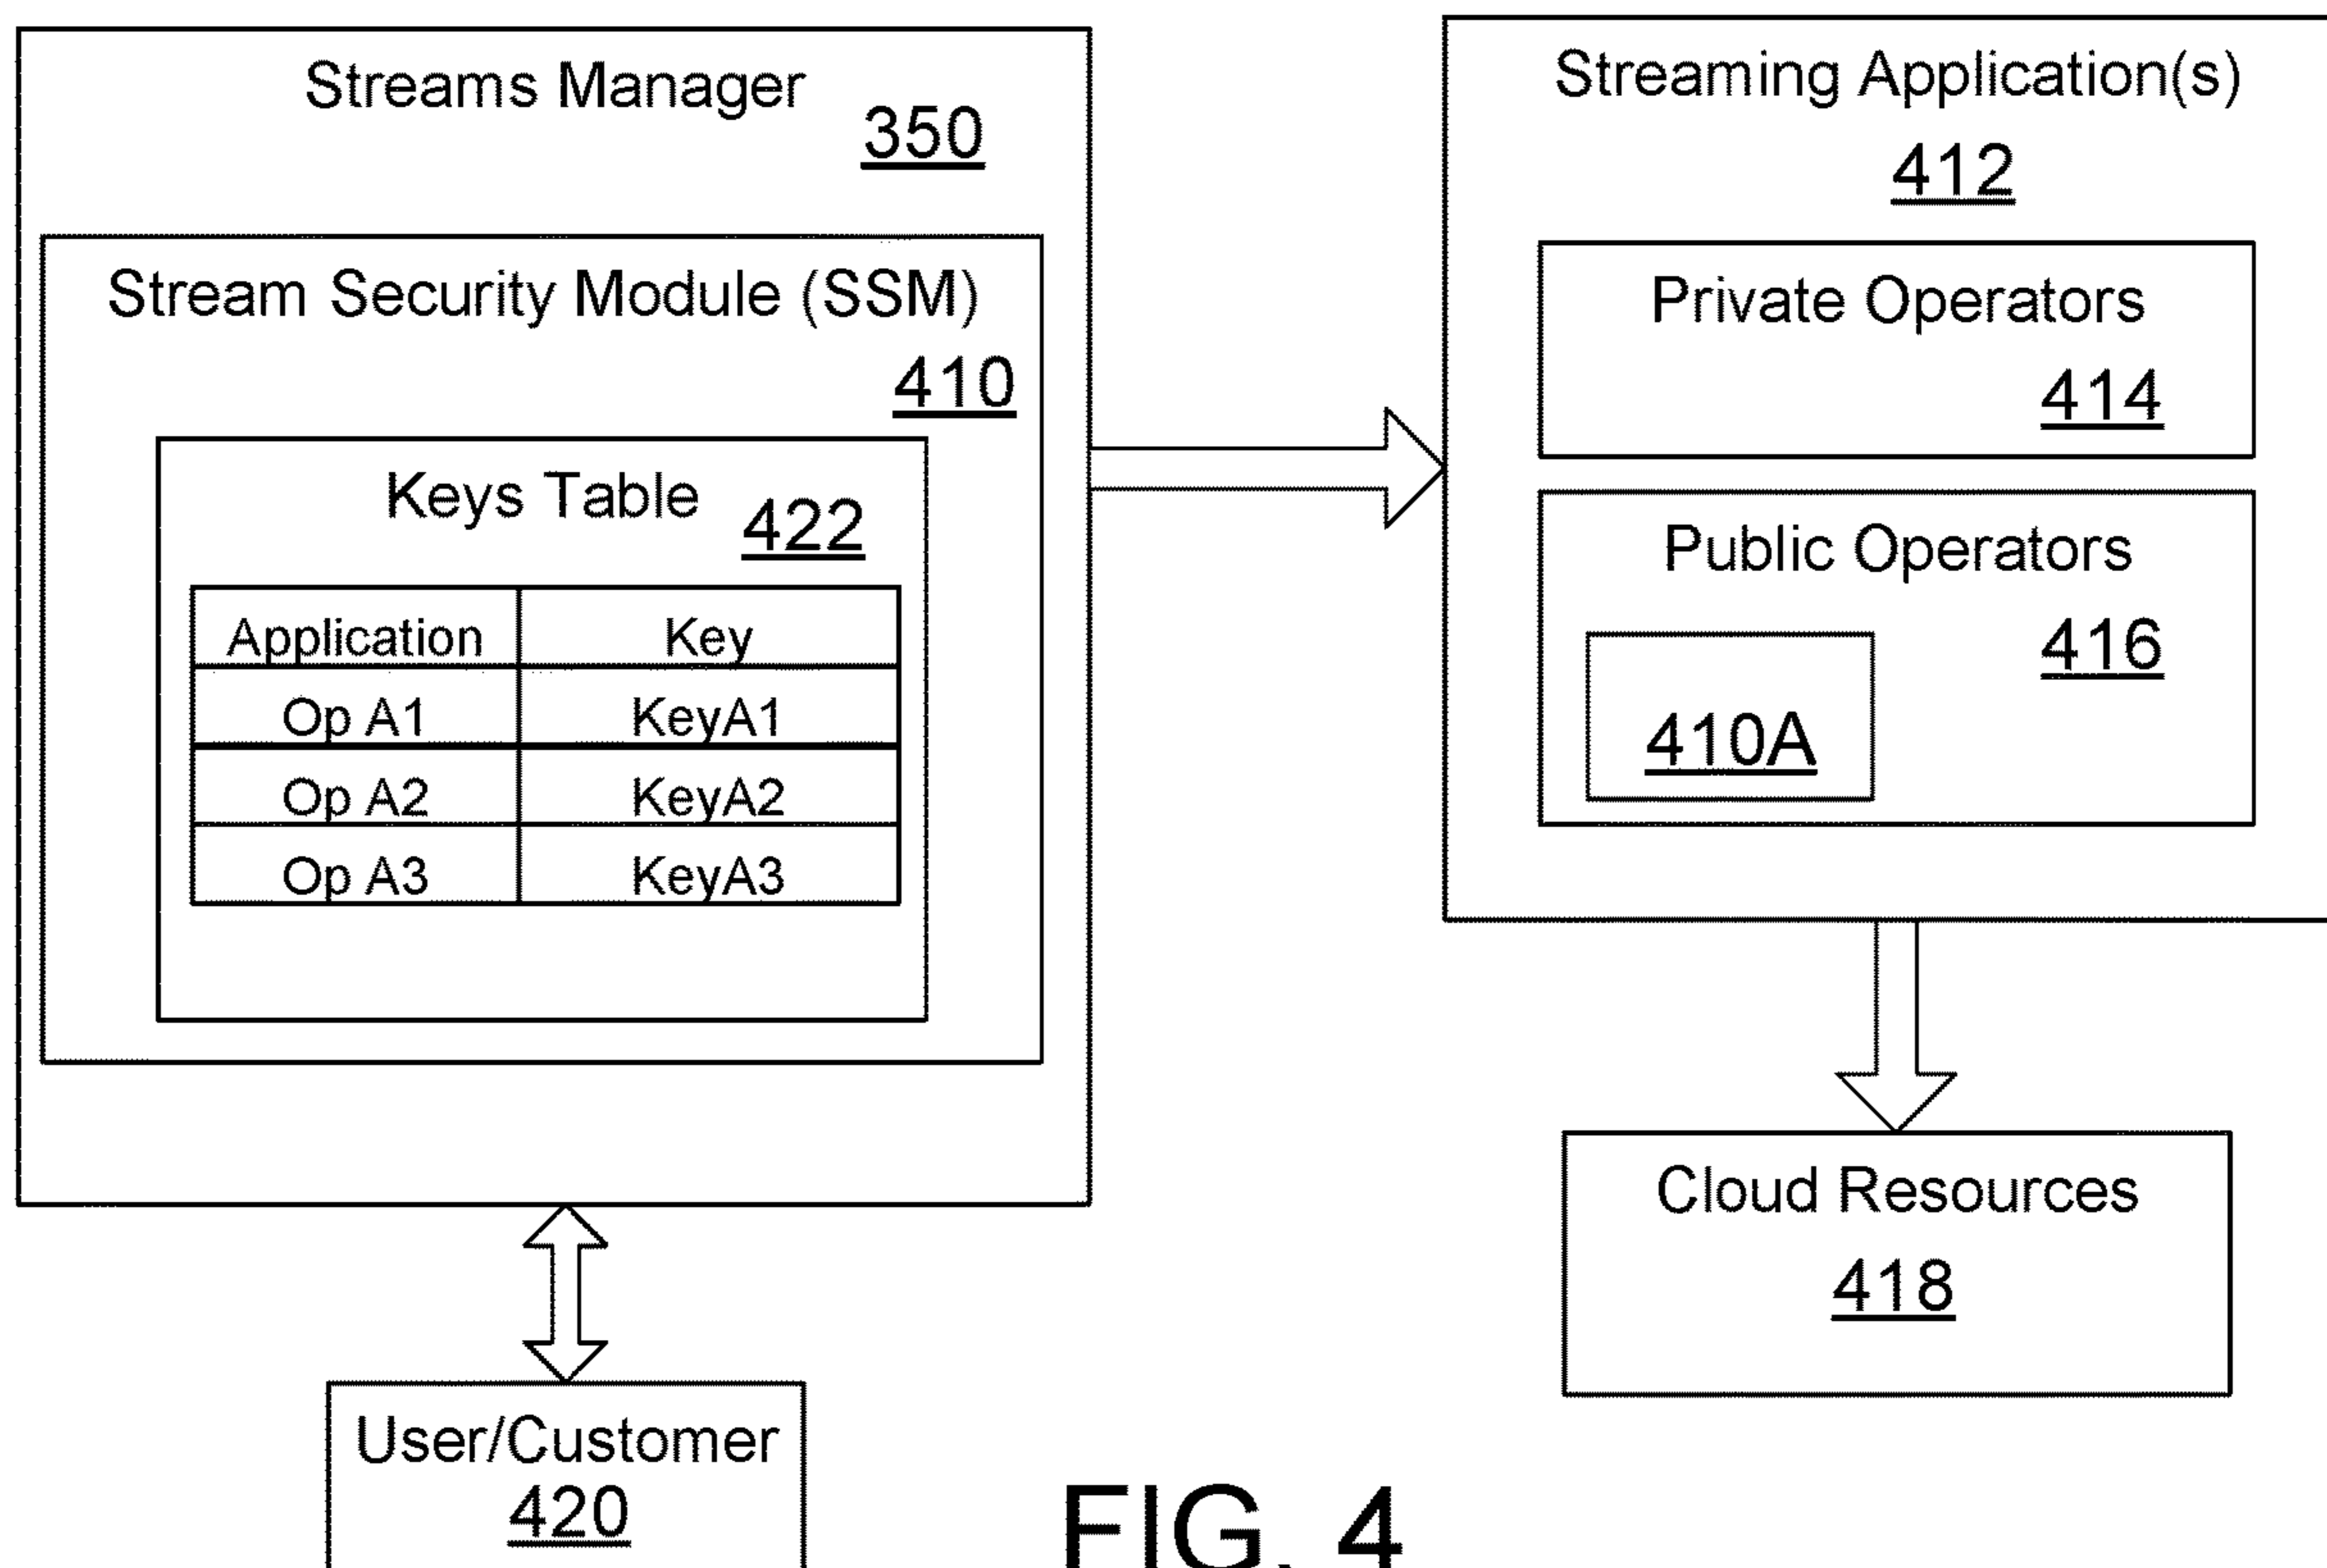 Streams Manager
350
Stream Security Module (SSM)
410
Keys Table
422
Application Key
Op A1 KeyA1
Op A2 KeyA2
Op A3 KeyA3
User/Customer
420
Streaming Application(s)
412
Private Operators
414
Public Operators
416
410A
Cloud Resources
418
FIG. 4